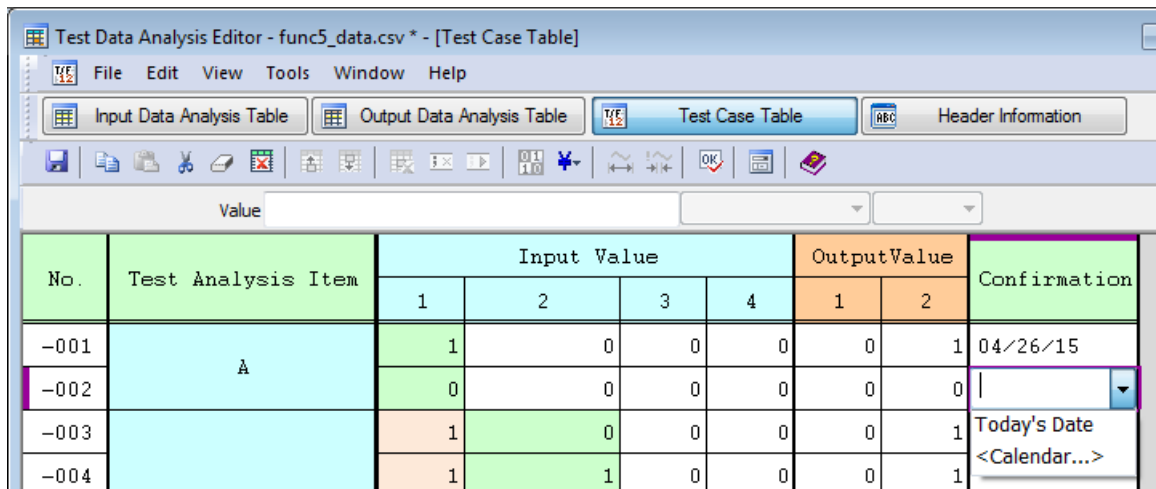 Test Data Analysis Editor - func5_data.csv * - [Test Case Table]
File Edit View Tools Window Help
Input Data Analysis Table Output Data Analysis Table Test Case Table ABC Header Information
OK
Value
No. Test Analysis Item Input Value OutputValue Confirmation
1 2 3 4 1 2
-001 A 1 0 0 0 0 1 04/26/15
-002 0 0 0 0 0 0
-003 1 0 0 0 0 1 Today's Date
<Calendar...>
-004 1 1 0 0 0 1